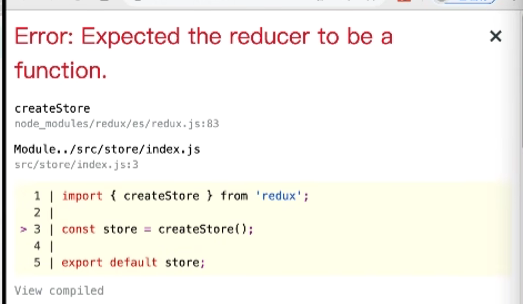 Error: Expected the reducer to be a
function.
×
createStore
node_modules/redux/es/redux.js:83
Module../src/store/index.js
src/store/index.js:3
1 | import { createStore } from 'redux';
2 |
> 3 | const store = createStore();
4 |
5 | export default store;
View compiled